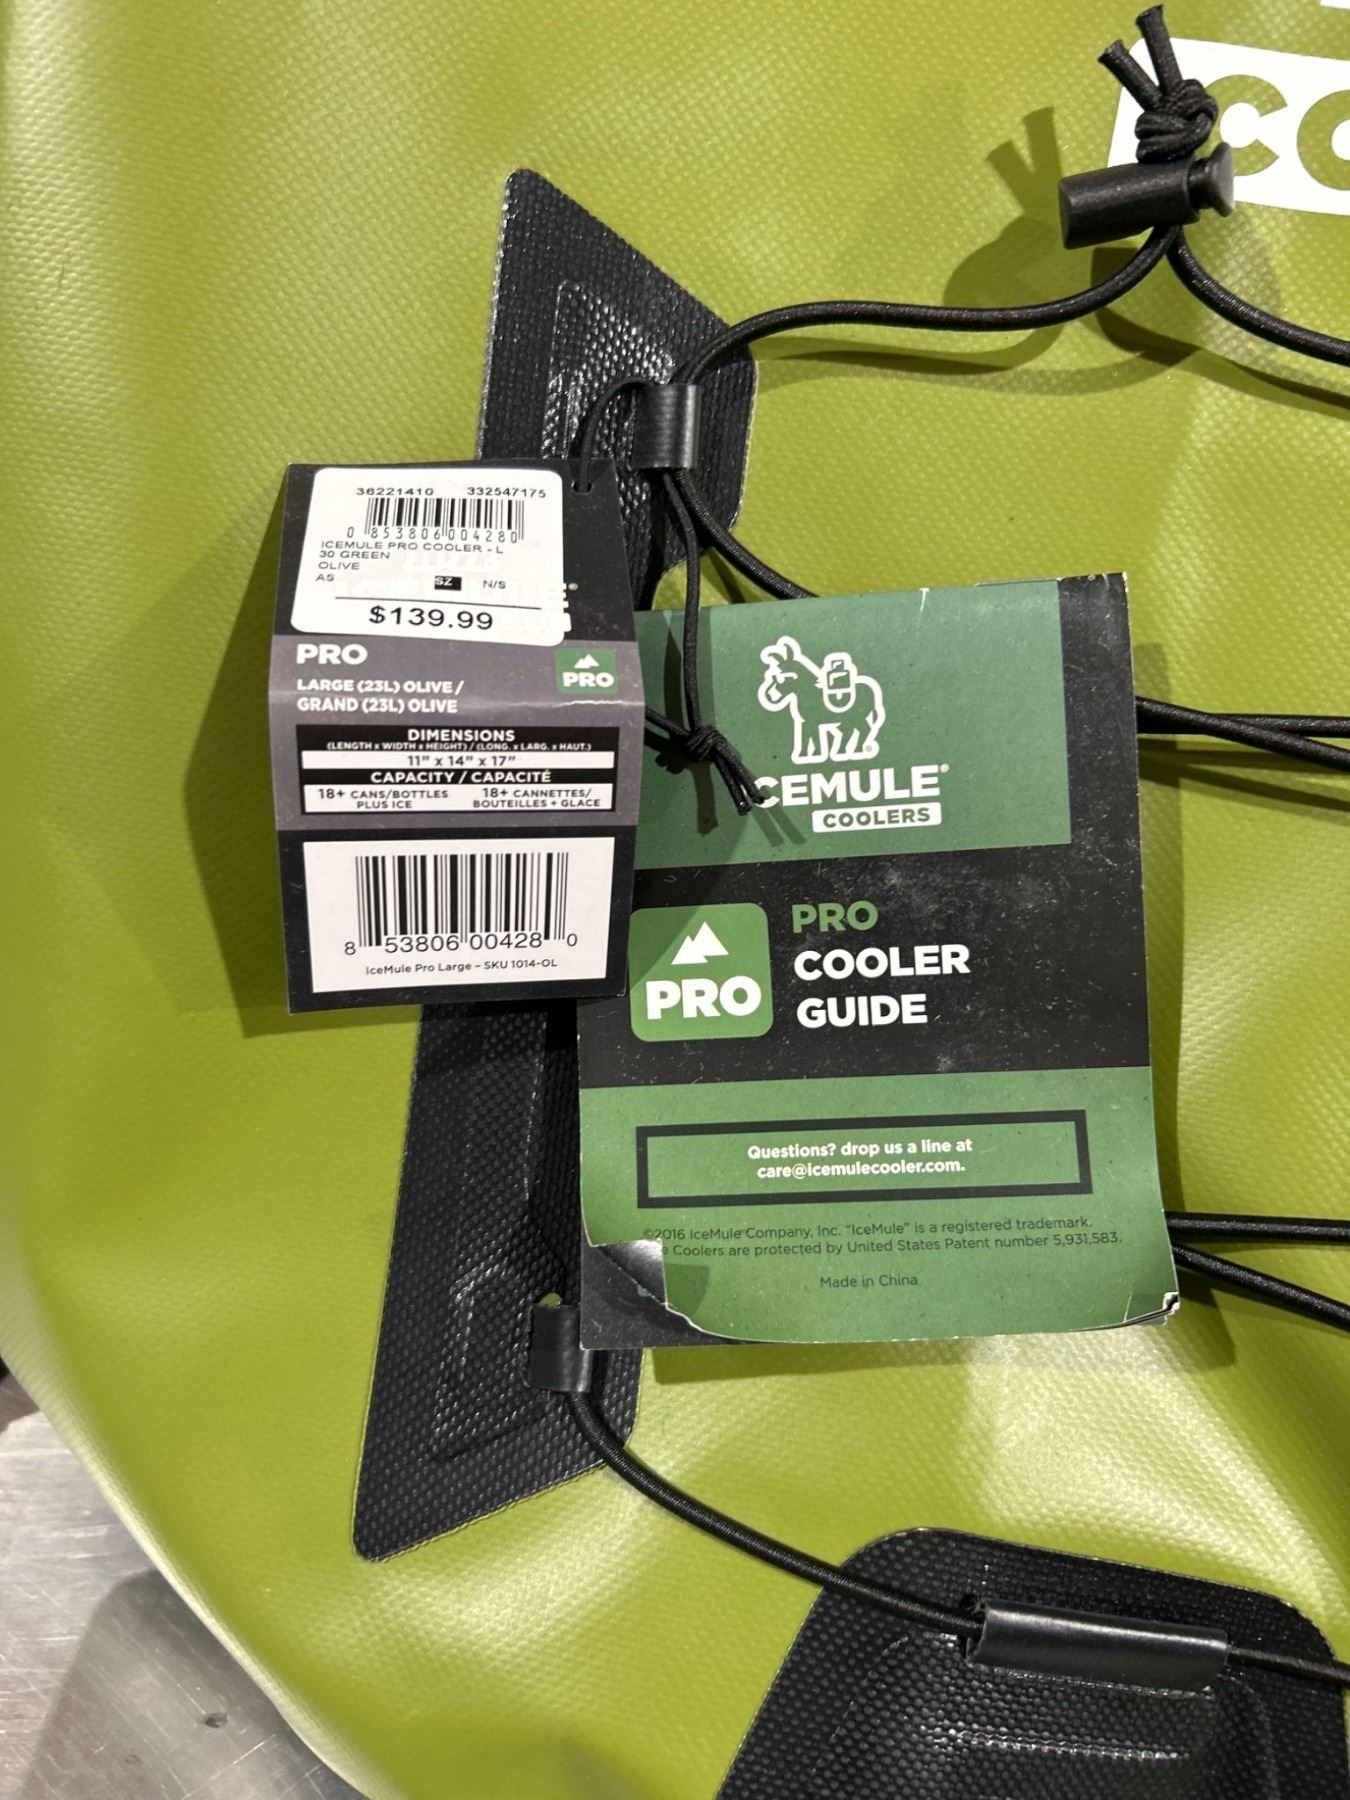 CO
36221410 332547175
0 853806 004280
ICEMULE PRO COOLER - L
30 GREEN
OLIVE
AS SZ N/S
$139.99
PRO
PRO
LARGE (23L) OLIVE /
GRAND (23L) OLIVE
DIMENSIONS
(LENGTH x WIDTH x HEIGHT) / (LONG. x LARG. x HAUT.)
11" x 14" x 17"
CAPACITY / CAPACITÉ
18+ CANS/BOTTLES
PLUS ICE
18+ CANNETTES/
BOUTEILLES + GLACE
8 53806 00428 0
IceMule Pro Large – SKU 1014-OL
CEMULE®
COOLERS
PRO
PRO
COOLER
GUIDE
Questions? drop us a line at
care@icemulecooler.com.
©2016 IceMule Company, Inc. "IceMule" is a registered trademark.
e Coolers are protected by United States Patent number 5,931,583.
Made in China